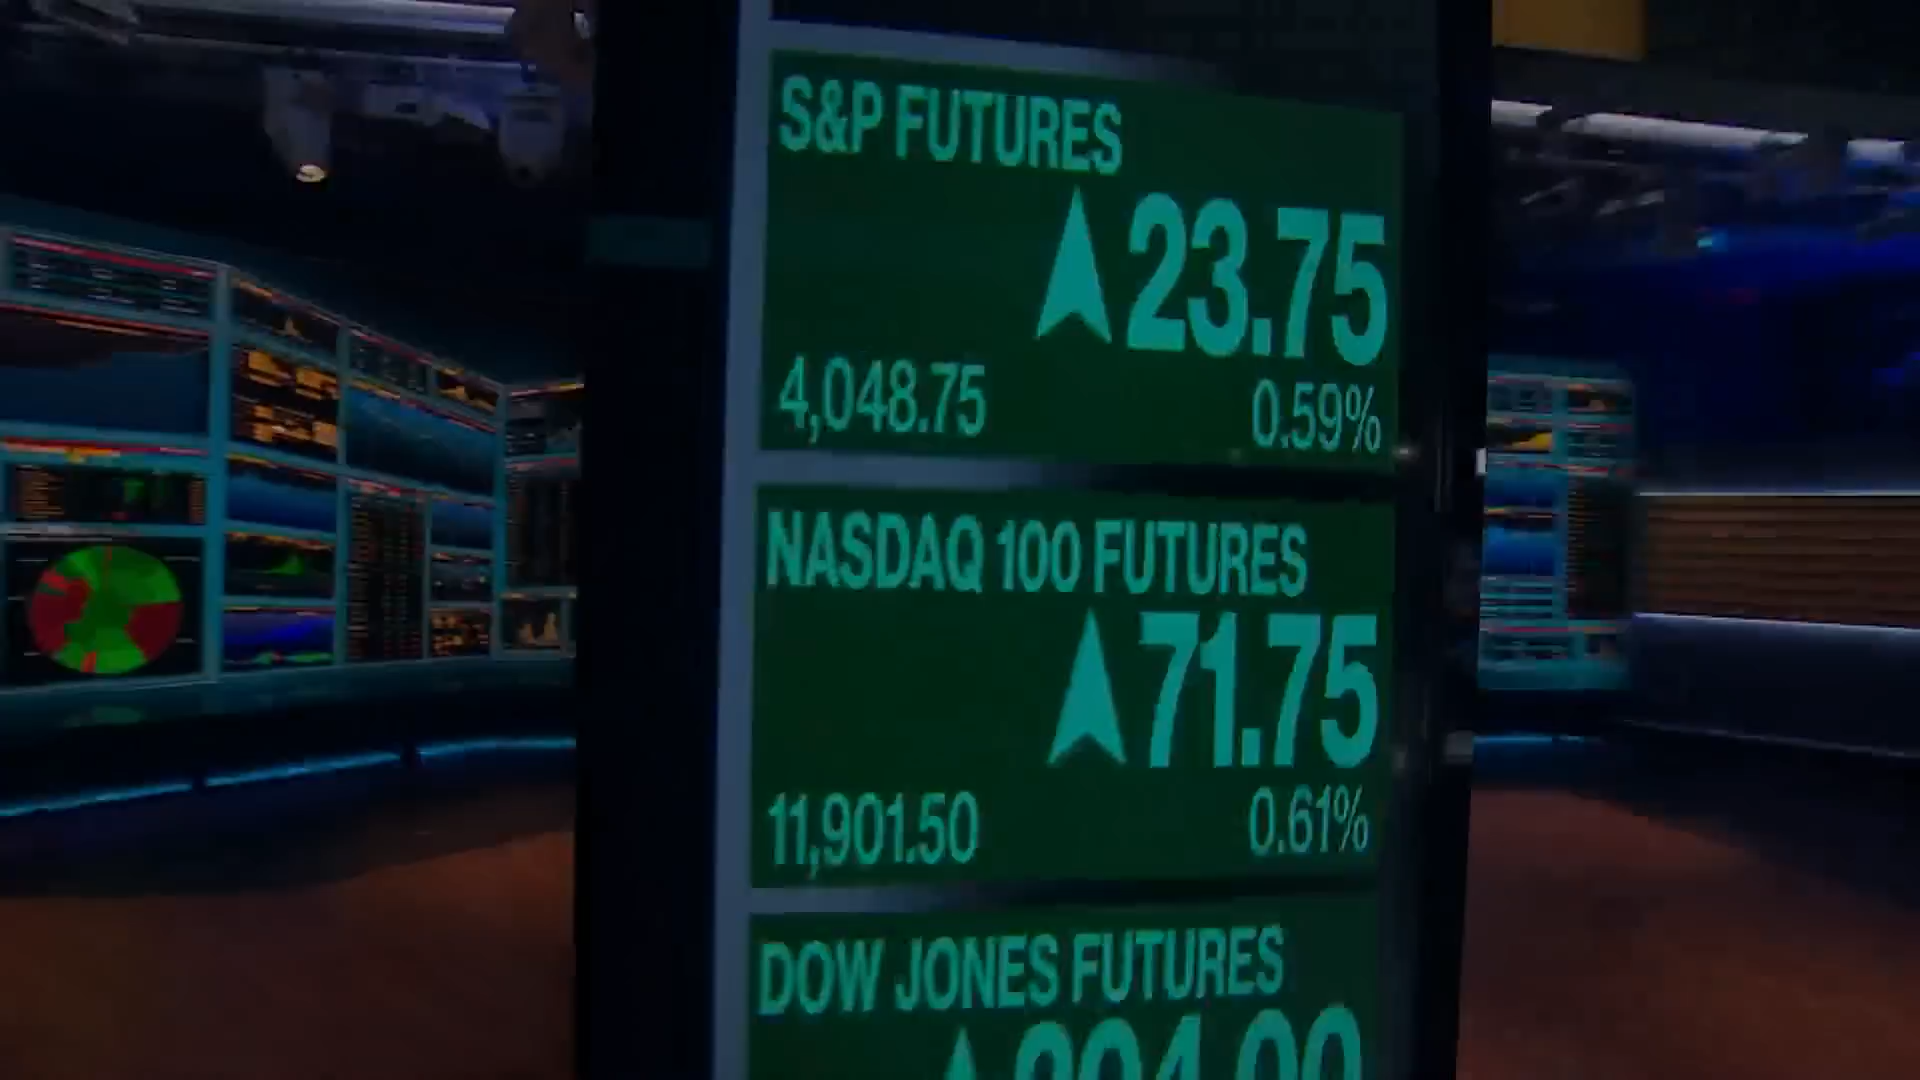 S&P FUTURES
23.75
4,048.75 0.59%
NASDAQ 100 FUTURES
71.75
11,901.50 0.61%
DOW JONES FUTURES